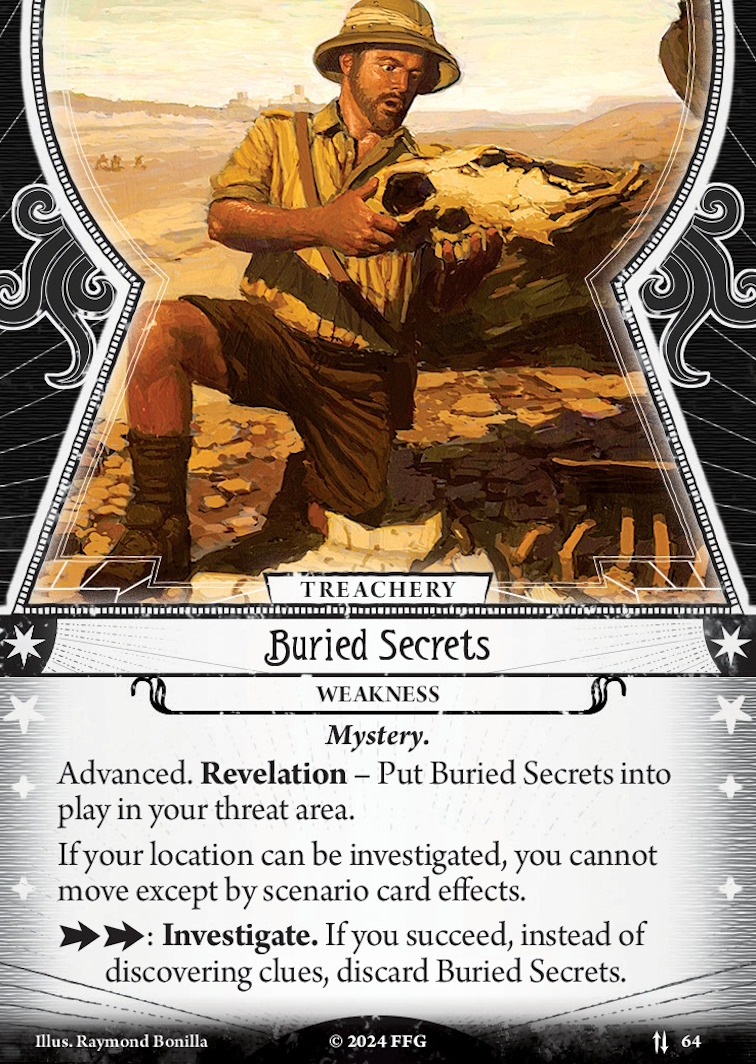 TREACHERY
Buried Secrets
WEAKNESS
Mystery.
Advanced. Revelation – Put Buried Secrets into
play in your threat area.
If your location can be investigated, you cannot
move except by scenario card effects.
: Investigate. If you succeed, instead of
discovering clues, discard Buried Secrets.
Illus. Raymond Bonilla
© 2024 FFG
64